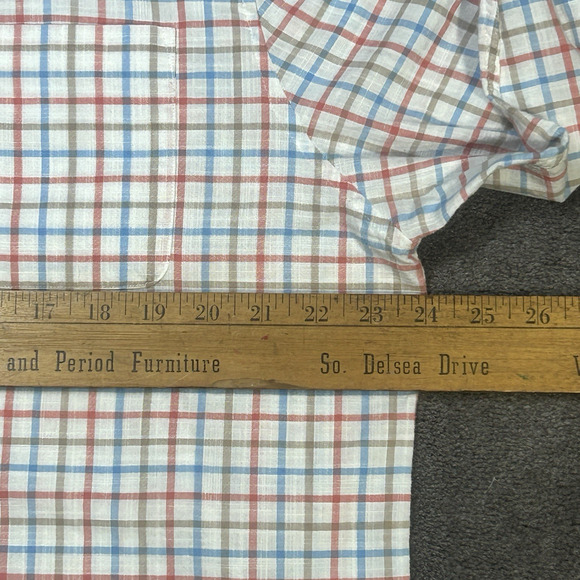 17 18 19 20 21 22 23 24 25 26
and Period Furniture So. Delsea Drive